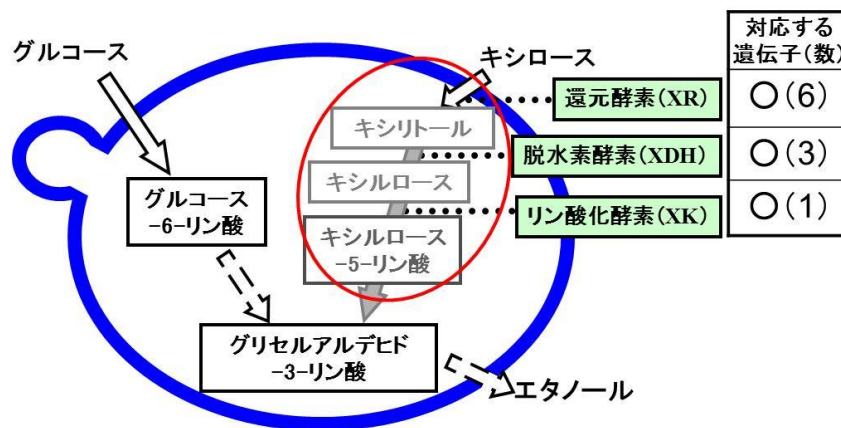 グルコース
キシロース
対応する
遺伝子(数)
還元酵素(XR)
〇(6)
キシリトール
脱水素酵素(XDH)
〇(3)
キシルロース
グルコース
-6-リン酸
リン酸化酵素(XK)
〇(1)
キシルロース
-5-リン酸
グリセルアルデヒド
-3-リン酸
エタノール